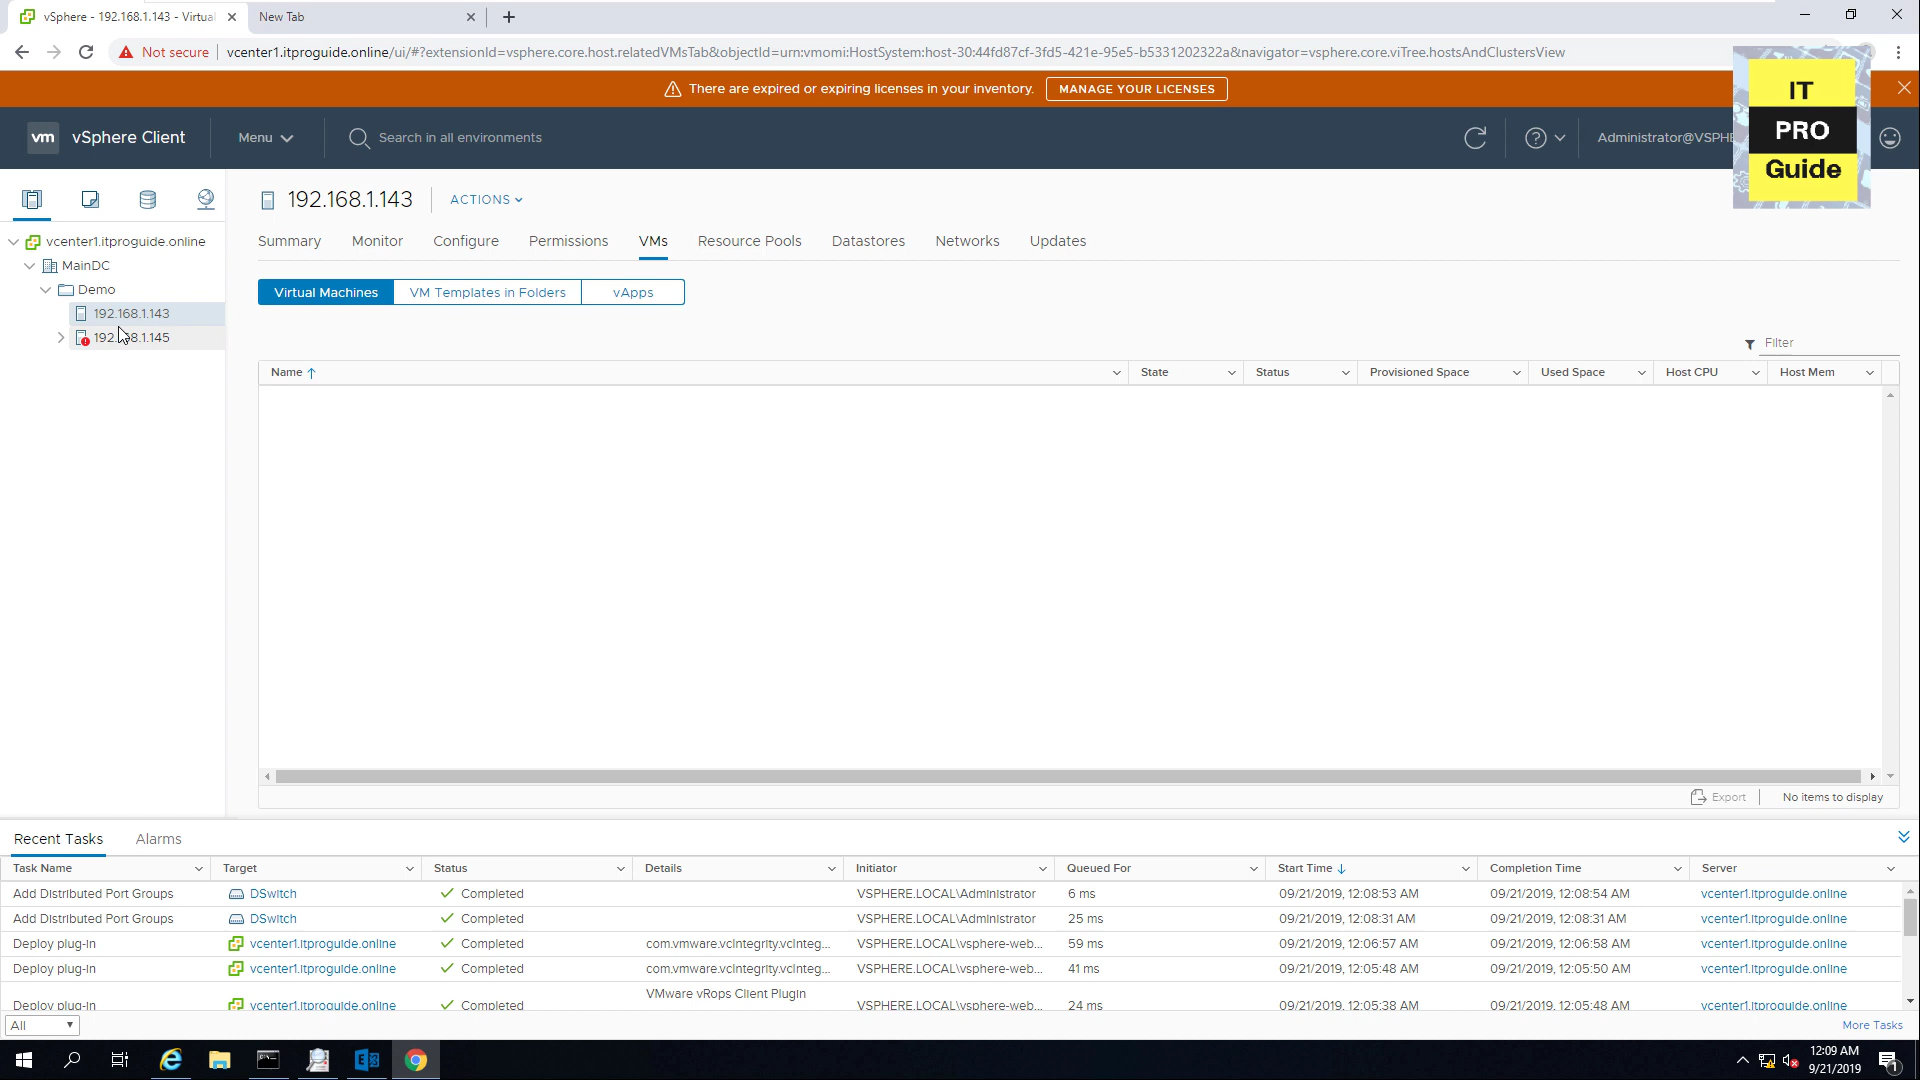 vSphere - 192.168.1.143 - Virtual
New Tab
Not secure
vcenter1.itproguide.online/ui/#?extensionId=vsphere.core.host.relatedVMsTab&objectId=urn:vmomi:HostSystem:host-30:44fd87cf-3fd5-421e-95e5-b5331202322a&navigator=vsphere.core.viTree.hostsAndClustersView
There are expired or expiring licenses in your inventory.
MANAGE YOUR LICENSES
IT
PRO
Guide
vm vSphere Client
Menu
Search in all environments
Administrator@VSPHE
192.168.1.143
ACTIONS
vcenter1.itproguide.online
MainDC
Demo
192.168.1.143
192.168.1.145
Summary Monitor Configure Permissions VMs Resource Pools Datastores Networks Updates
Virtual Machines VM Templates in Folders vApps
Filter
Name State Status Provisioned Space Used Space Host CPU Host Mem
Export No items to display
Recent Tasks Alarms
Task Name Target Status Details Initiator Queued For Start Time Completion Time Server
Add Distributed Port Groups DSwitch Completed VSPHERE.LOCAL\Administrator 6 ms 09/21/2019, 12:08:53 AM 09/21/2019, 12:08:54 AM vcenter1.itproguide.online
Add Distributed Port Groups DSwitch Completed VSPHERE.LOCAL\Administrator 25 ms 09/21/2019, 12:08:31 AM 09/21/2019, 12:08:31 AM vcenter1.itproguide.online
Deploy plug-in vcenter1.itproguide.online Completed com.vmware.vcIntegrity.vcInteg... VSPHERE.LOCAL\vsphere-web... 59 ms 09/21/2019, 12:06:57 AM 09/21/2019, 12:06:58 AM vcenter1.itproguide.online
Deploy plug-in vcenter1.itproguide.online Completed com.vmware.vcIntegrity.vcInteg... VSPHERE.LOCAL\vsphere-web... 41 ms 09/21/2019, 12:05:48 AM 09/21/2019, 12:05:50 AM vcenter1.itproguide.online
VMware vRops Client Plugin
Deploy plug-in vcenter1.itproguide.online Completed VSPHERE.LOCAL\vsphere-web... 24 ms 09/21/2019, 12:05:38 AM 09/21/2019, 12:05:48 AM vcenter1.itproguide.online
All
More Tasks
12:09 AM
9/21/2019
1